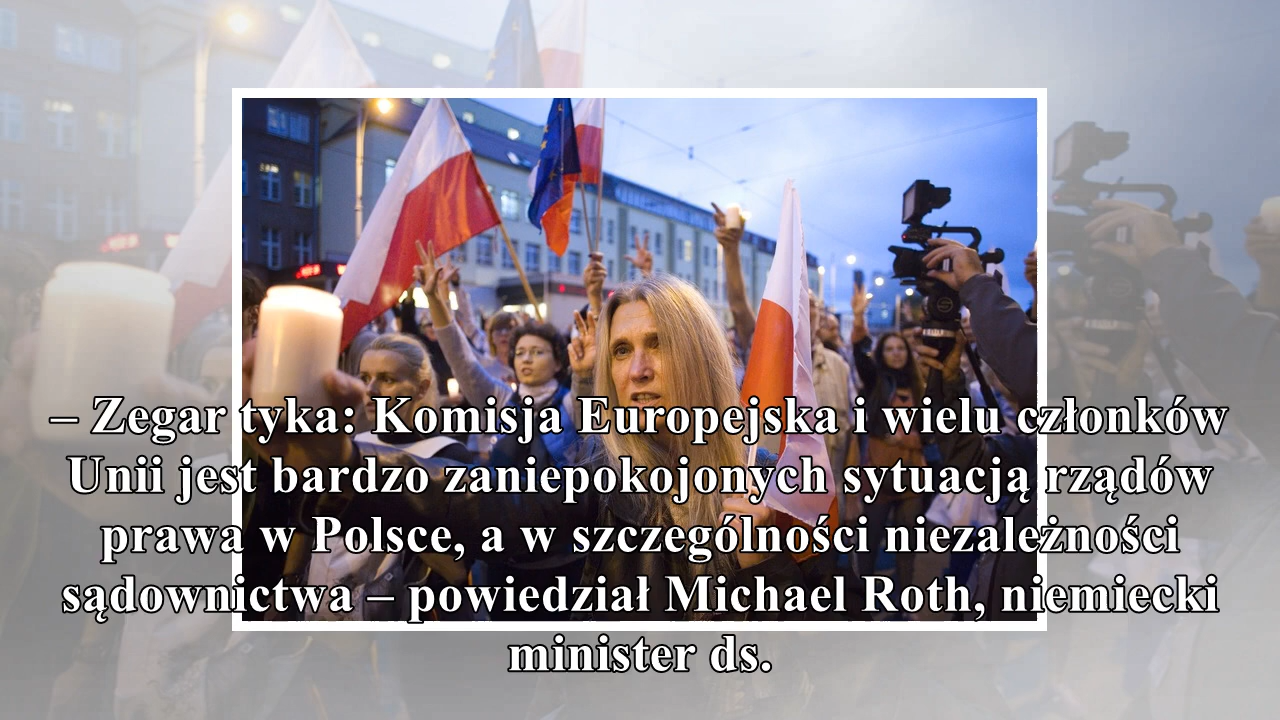 – Zegar tyka: Komisja Europejska i wielu członków
Unii jest bardzo zaniepokojonych sytuacją rządów
prawa w Polsce, a w szczególności niezależności
sądownictwa – powiedział Michael Roth, niemiecki
minister ds.